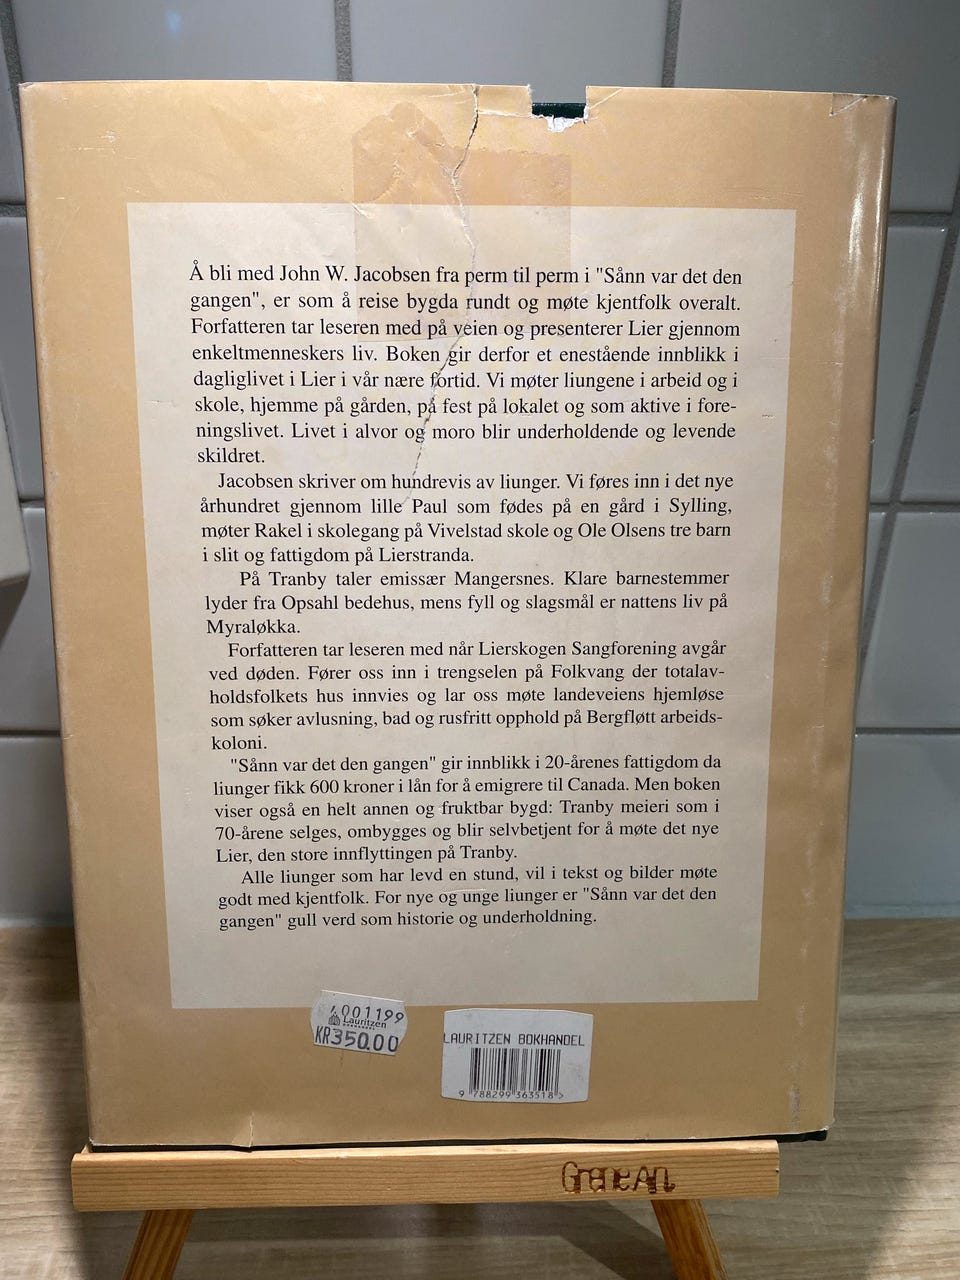 Å bli med John W. Jacobsen fra perm til perm i "Sånn var det den
gangen", er som å reise bygda rundt og møte kjentfolk overalt.
Forfatteren tar leseren med på veien og presenterer Lier gjennom
enkeltmenneskers liv. Boken gir derfor et enestående innblikk i
dagliglivet i Lier i vår nære fortid. Vi møter liungene i arbeid og i
skole, hjemme på gården, på fest på lokalet og som aktive i fore-
ningslivet. Livet i alvor og moro blir underholdende og levende
skildret.
Jacobsen skriver om hundrevis av liunger. Vi føres inn i det nye
århundret gjennom lille Paul som fødes på en gård i Sylling,
møter Rakel i skolegang på Vivelstad skole og Ole Olsens tre barn
i slit og fattigdom på Lierstranda.
På Tranby taler emissær Mangersnes. Klare barnestemmer
lyder fra Opsahl bedehus, mens fyll og slagsmål er nattens liv på
Myraløkka.
Forfatteren tar leseren med når Lierskogen Sangforening avgår
ved døden. Fører oss inn i trengselen på Folkvang der totalav-
holdsfolkets hus innvies og lar oss møte landeveiens hjemløse
som søker avlusning, bad og rusfritt opphold på Bergfløtt arbeids-
koloni.
"Sånn var det den gangen" gir innblikk i 20-årenes fattigdom da
liunger fikk 600 kroner i lån for å emigrere til Canada. Men boken
viser også en helt annen og fruktbar bygd: Tranby meieri som i
70-årene selges, ombygges og blir selvbetjent for å møte det nye
Lier, den store innflyttingen på Tranby.
Alle liunger som har levd en stund, vil i tekst og bilder møte
godt med kjentfolk. For nye og unge liunger er "Sånn var det den
gangen" gull verd som historie og underholdning.
001199
Lauritzen
KR350.00
LAURITZEN BOKHANDEL
9 788299 363518 >
GreneArt